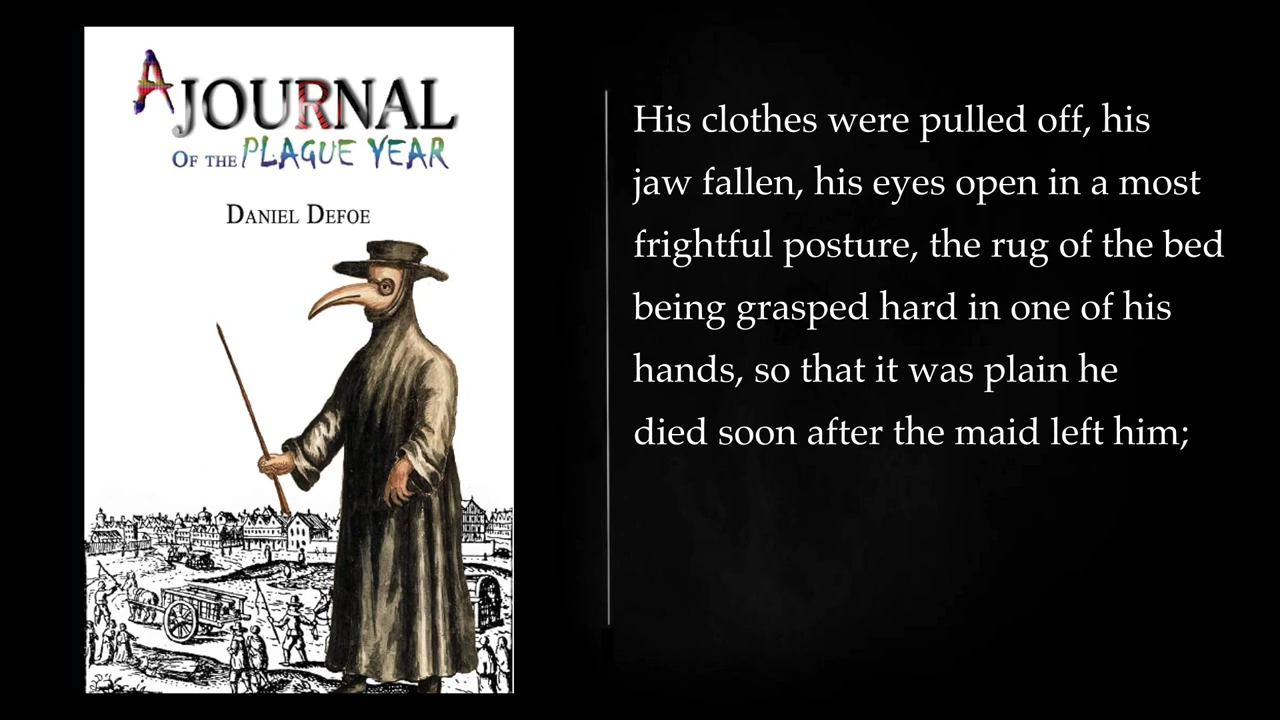 A JOURNAL
OF THE PLAGUE YEAR
DANIEL DEFOE
His clothes were pulled off, his
jaw fallen, his eyes open in a most
frightful posture, the rug of the bed
being grasped hard in one of his
hands, so that it was plain he
died soon after the maid left him;